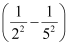 (1/2² − 1/5²)